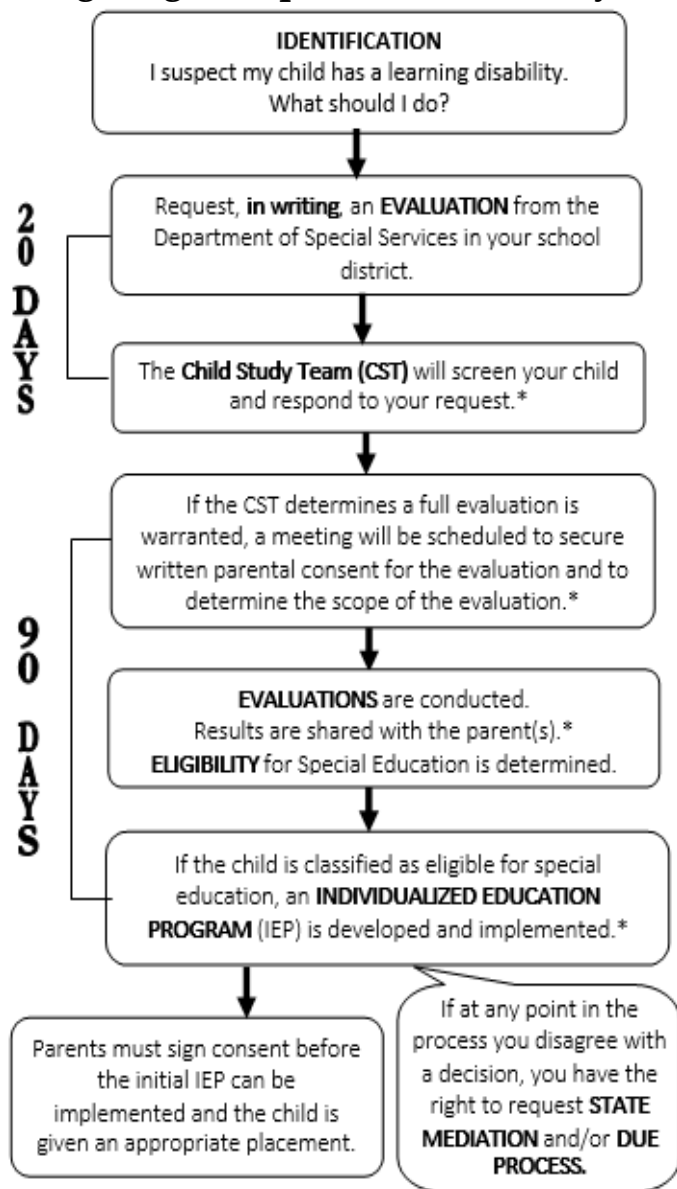 IDENTIFICATION
I suspect my child has a learning disability.
What should I do?
20 DAYS
Request, in writing, an EVALUATION from the
Department of Special Services in your school
district.
The Child Study Team (CST) will screen your child
and respond to your request.*
90 DAYS
If the CST determines a full evaluation is
warranted, a meeting will be scheduled to secure
written parental consent for the evaluation and to
determine the scope of the evaluation.*
EVALUATIONS are conducted.
Results are shared with the parent(s).*
ELIGIBILITY for Special Education is determined.
If the child is classified as eligible for special
education, an INDIVIDUALIZED EDUCATION
PROGRAM (IEP) is developed and implemented.*
Parents must sign consent before
the initial IEP can be
implemented and the child is
given an appropriate placement.
If at any point in the
process you disagree with
a decision, you have the
right to request STATE
MEDIATION and/or DUE
PROCESS.